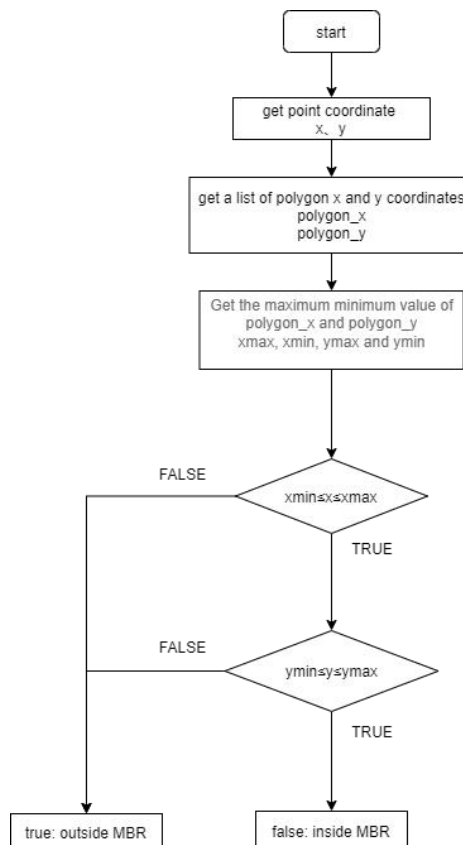 start
get point coordinate
x、y
get a list of polygon x and y coordinates
polygon_x
polygon_y
Get the maximum minimum value of
polygon_x and polygon_y
xmax, xmin, ymax and ymin
FALSE
xmin≤x≤xmax
TRUE
FALSE
ymin≤y≤ymax
TRUE
true: outside MBR
false: inside MBR